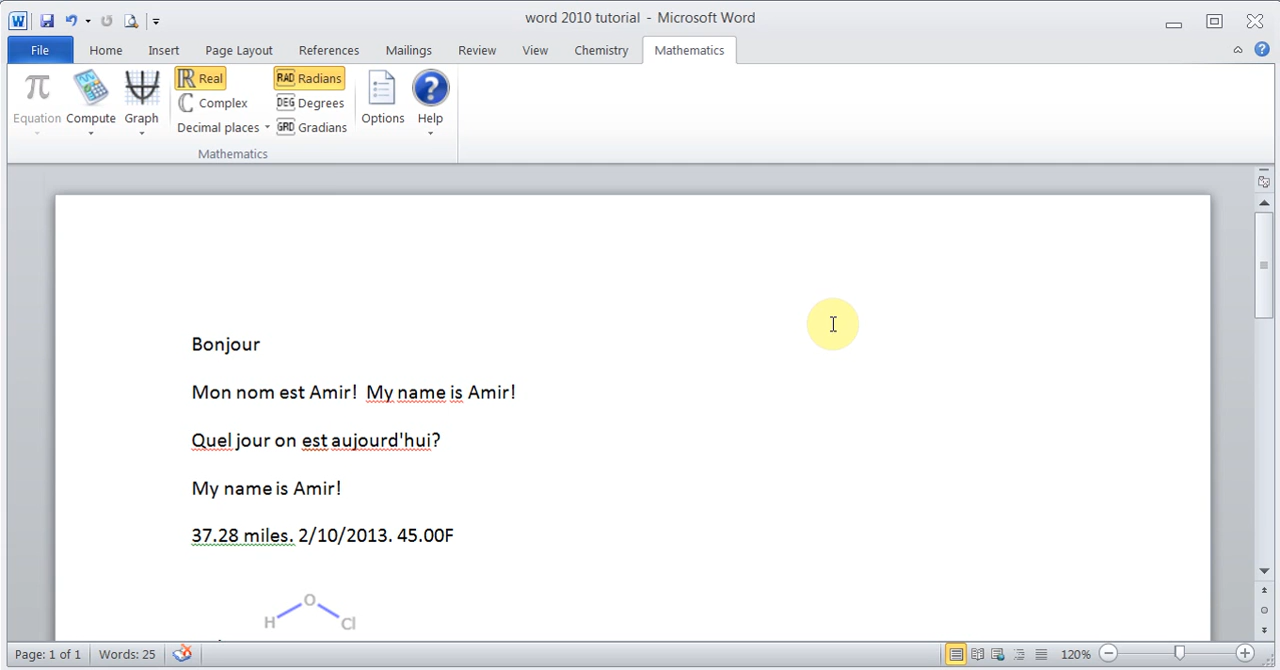 word 2010 tutorial - Microsoft Word
File Home Insert Page Layout References Mailings Review View Chemistry Mathematics
Equation Compute Graph
Real
Complex
Decimal places
RAD Radians
DEG Degrees
GRD Gradians
Options Help
Mathematics
Bonjour
Mon nom est Amir! My name is Amir!
Quel jour on est aujourd'hui?
My name is Amir!
37.28 miles. 2/10/2013. 45.00F
H O Cl
Page: 1 of 1 Words: 25 120%